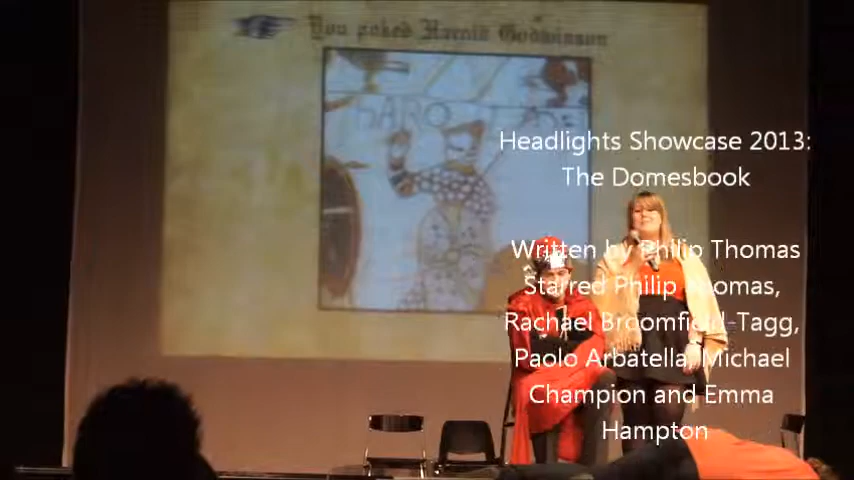 You poked Harold Godwinson
HAROLD
Headlights Showcase 2013:
The Domesbook
Written by Philip Thomas
Starred Philip Thomas,
Rachael Broomfield-Tagg,
Paolo Arbatella, Michael
Champion and Emma
Hampton